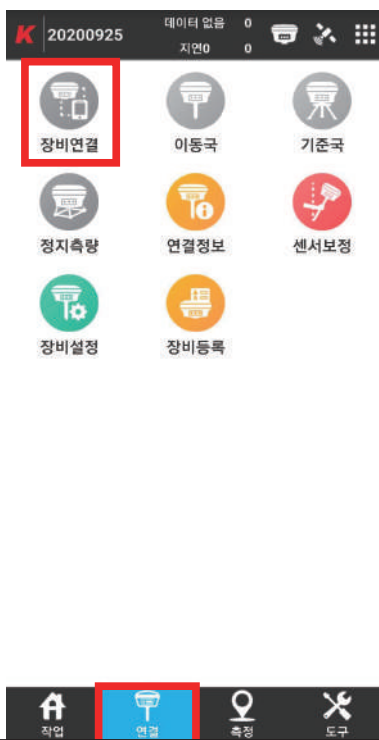 K 20200925 데이터 없음 0
지연0 0
장비연결 이동국 기준국
정지측량 연결정보 센서보정
장비설정 장비등록
작업 연결 측정 도구